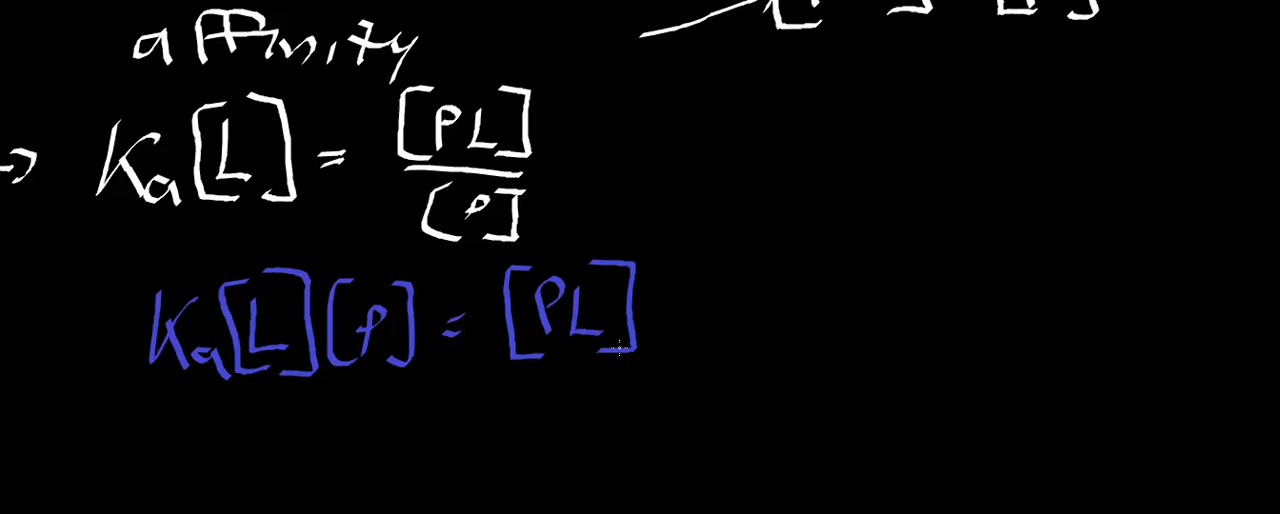 affinity
→ Ka[L] = [PL]/[P]
Ka[L][P] = [PL]